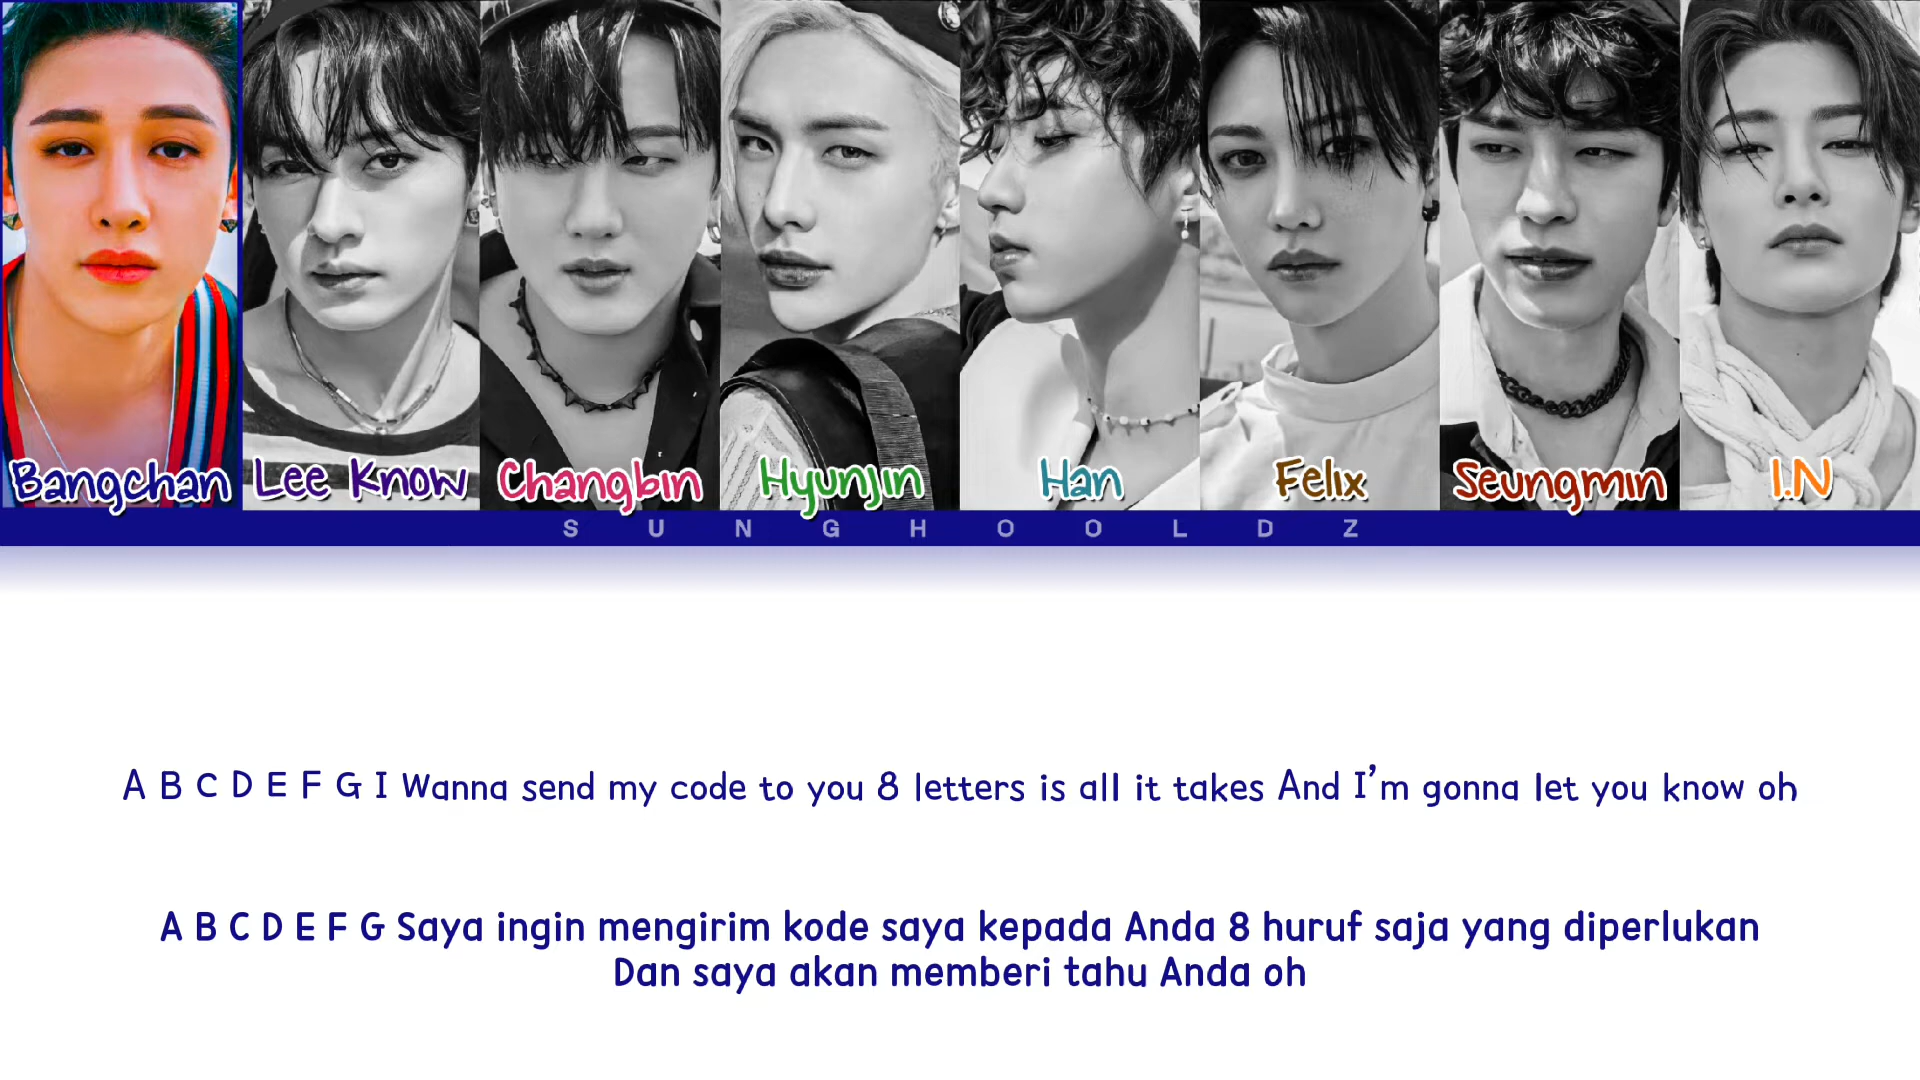 Bangchan Lee Know Changbin Hyunjin Han Felix Seungmin I.N
SUNGHOOLDZ
A B C D E F G I Wanna send my code to you 8 letters is all it takes And I'm gonna let you know oh
A B C D E F G Saya ingin mengirim kode saya kepada Anda 8 huruf saja yang diperlukan
Dan saya akan memberi tahu Anda oh